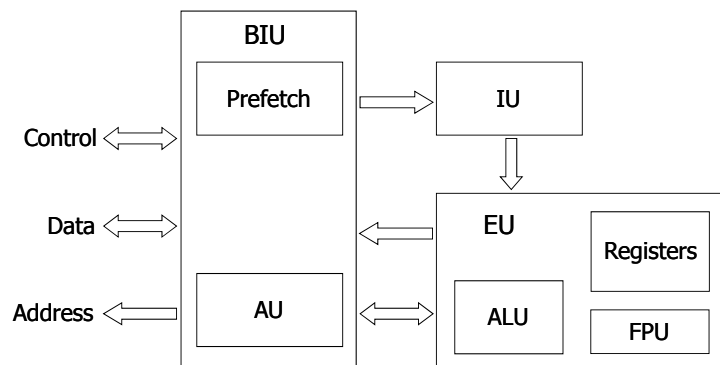 BIU
Prefetch
IU
Control
Data
EU
Registers
Address
AU
ALU
FPU